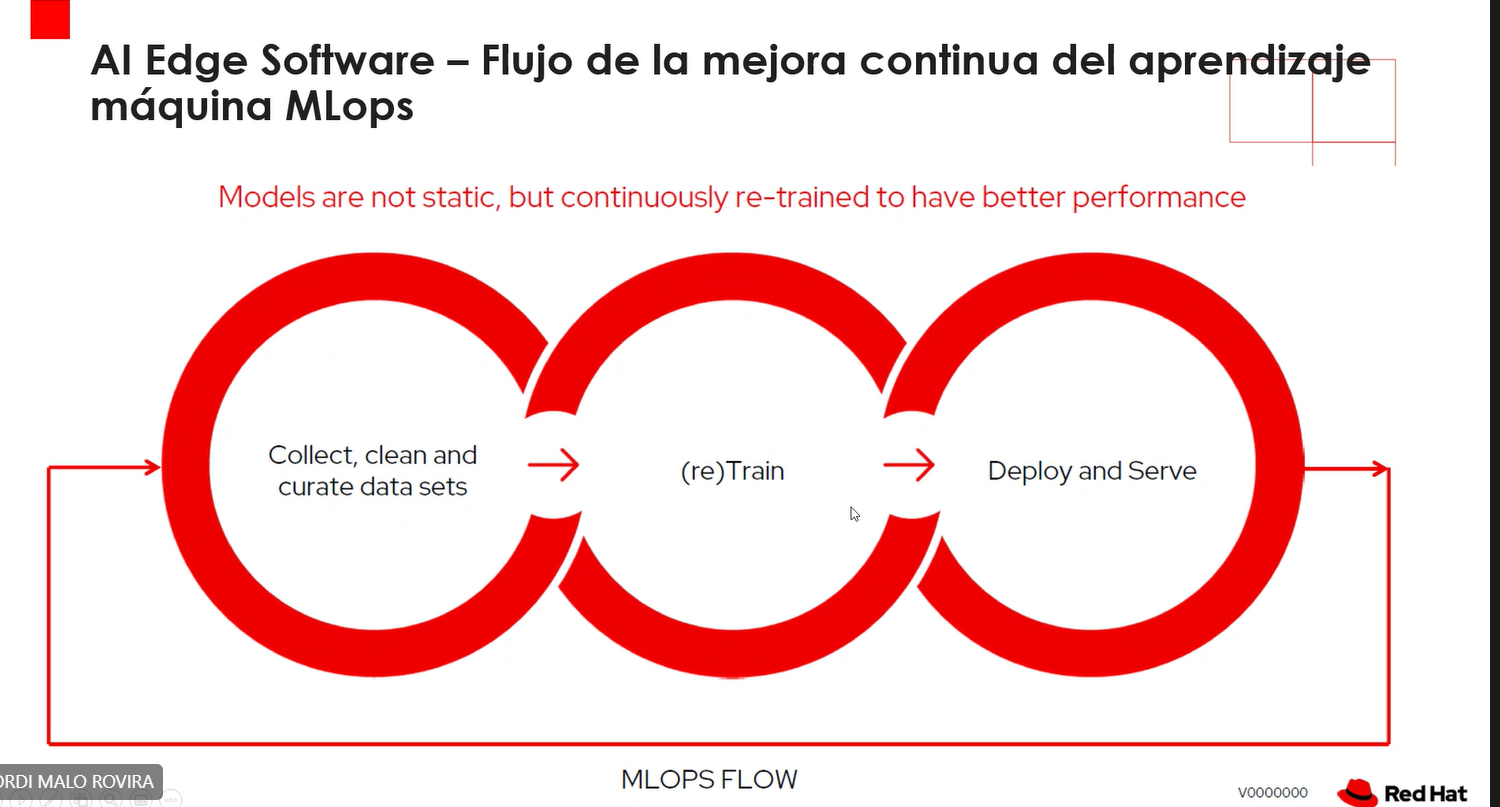 AI Edge Software – Flujo de la mejora continua del aprendizaje
máquina MLops
Models are not static, but continuously re-trained to have better performance
Collect, clean and
curate data sets
(re)Train
Deploy and Serve
MLOPS FLOW
ORDI MALO ROVIRA
V0000000
Red Hat